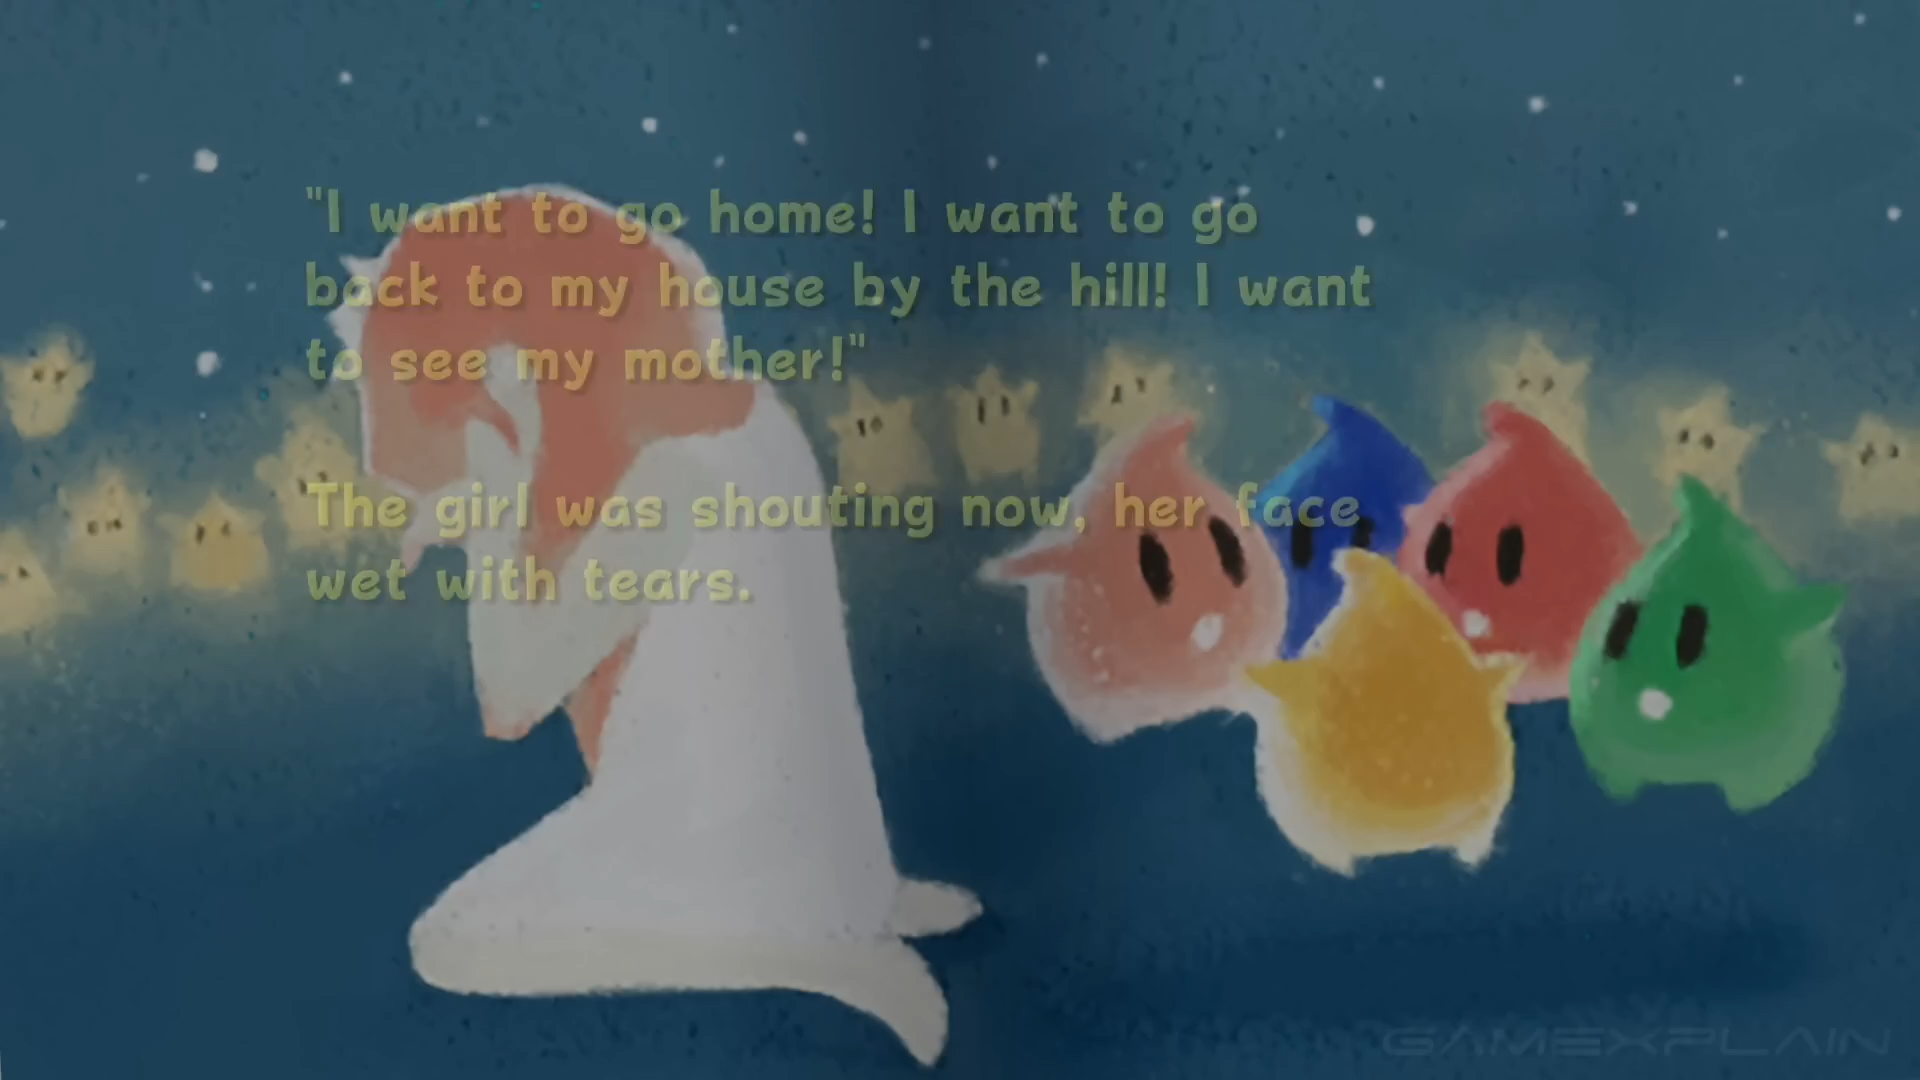 "I want to go home! I want to go
back to my house by the hill! I want
to see my mother!"
The girl was shouting now, her face
wet with tears.
GAMEXPLAIN